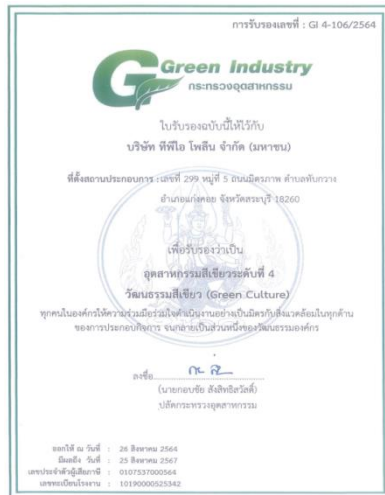 การรับรองเลขที่ : GI 4-106/2564
Green Industry
กระทรวงอุตสาหกรรม
ใบรับรองฉบับนี้ให้ไว้กับ
บริษัท ทีพีไอ โพลีน จำกัด (มหาชน)
ที่ตั้งสถานประกอบการ : เลขที่ 299 หมู่ที่ 5 ถนนมิตรภาพ ตำบลทับกวาง
อำเภอแก่งคอย จังหวัดสระบุรี 18260
เพื่อรับรองว่าเป็น
อุตสาหกรรมสีเขียวระดับที่ 4
วัฒนธรรมสีเขียว (Green Culture)
ทุกคนในองค์กรให้ความร่วมมือร่วมใจดำเนินงานอย่างเป็นมิตรกับสิ่งแวดล้อมในทุกด้าน
ของการประกอบกิจการ จนกลายเป็นส่วนหนึ่งของวัฒนธรรมองค์กร
ลงชื่อ
(นายกอบชัย สังสิทธิสวัสดิ์)
ปลัดกระทรวงอุตสาหกรรม
ออกให้ ณ วันที่ : 26 สิงหาคม 2564
มีผลถึง วันที่ : 25 สิงหาคม 2567
เลขประจำตัวผู้เสียภาษี : 0107537000564
เลขทะเบียนโรงงาน : 10190000525342